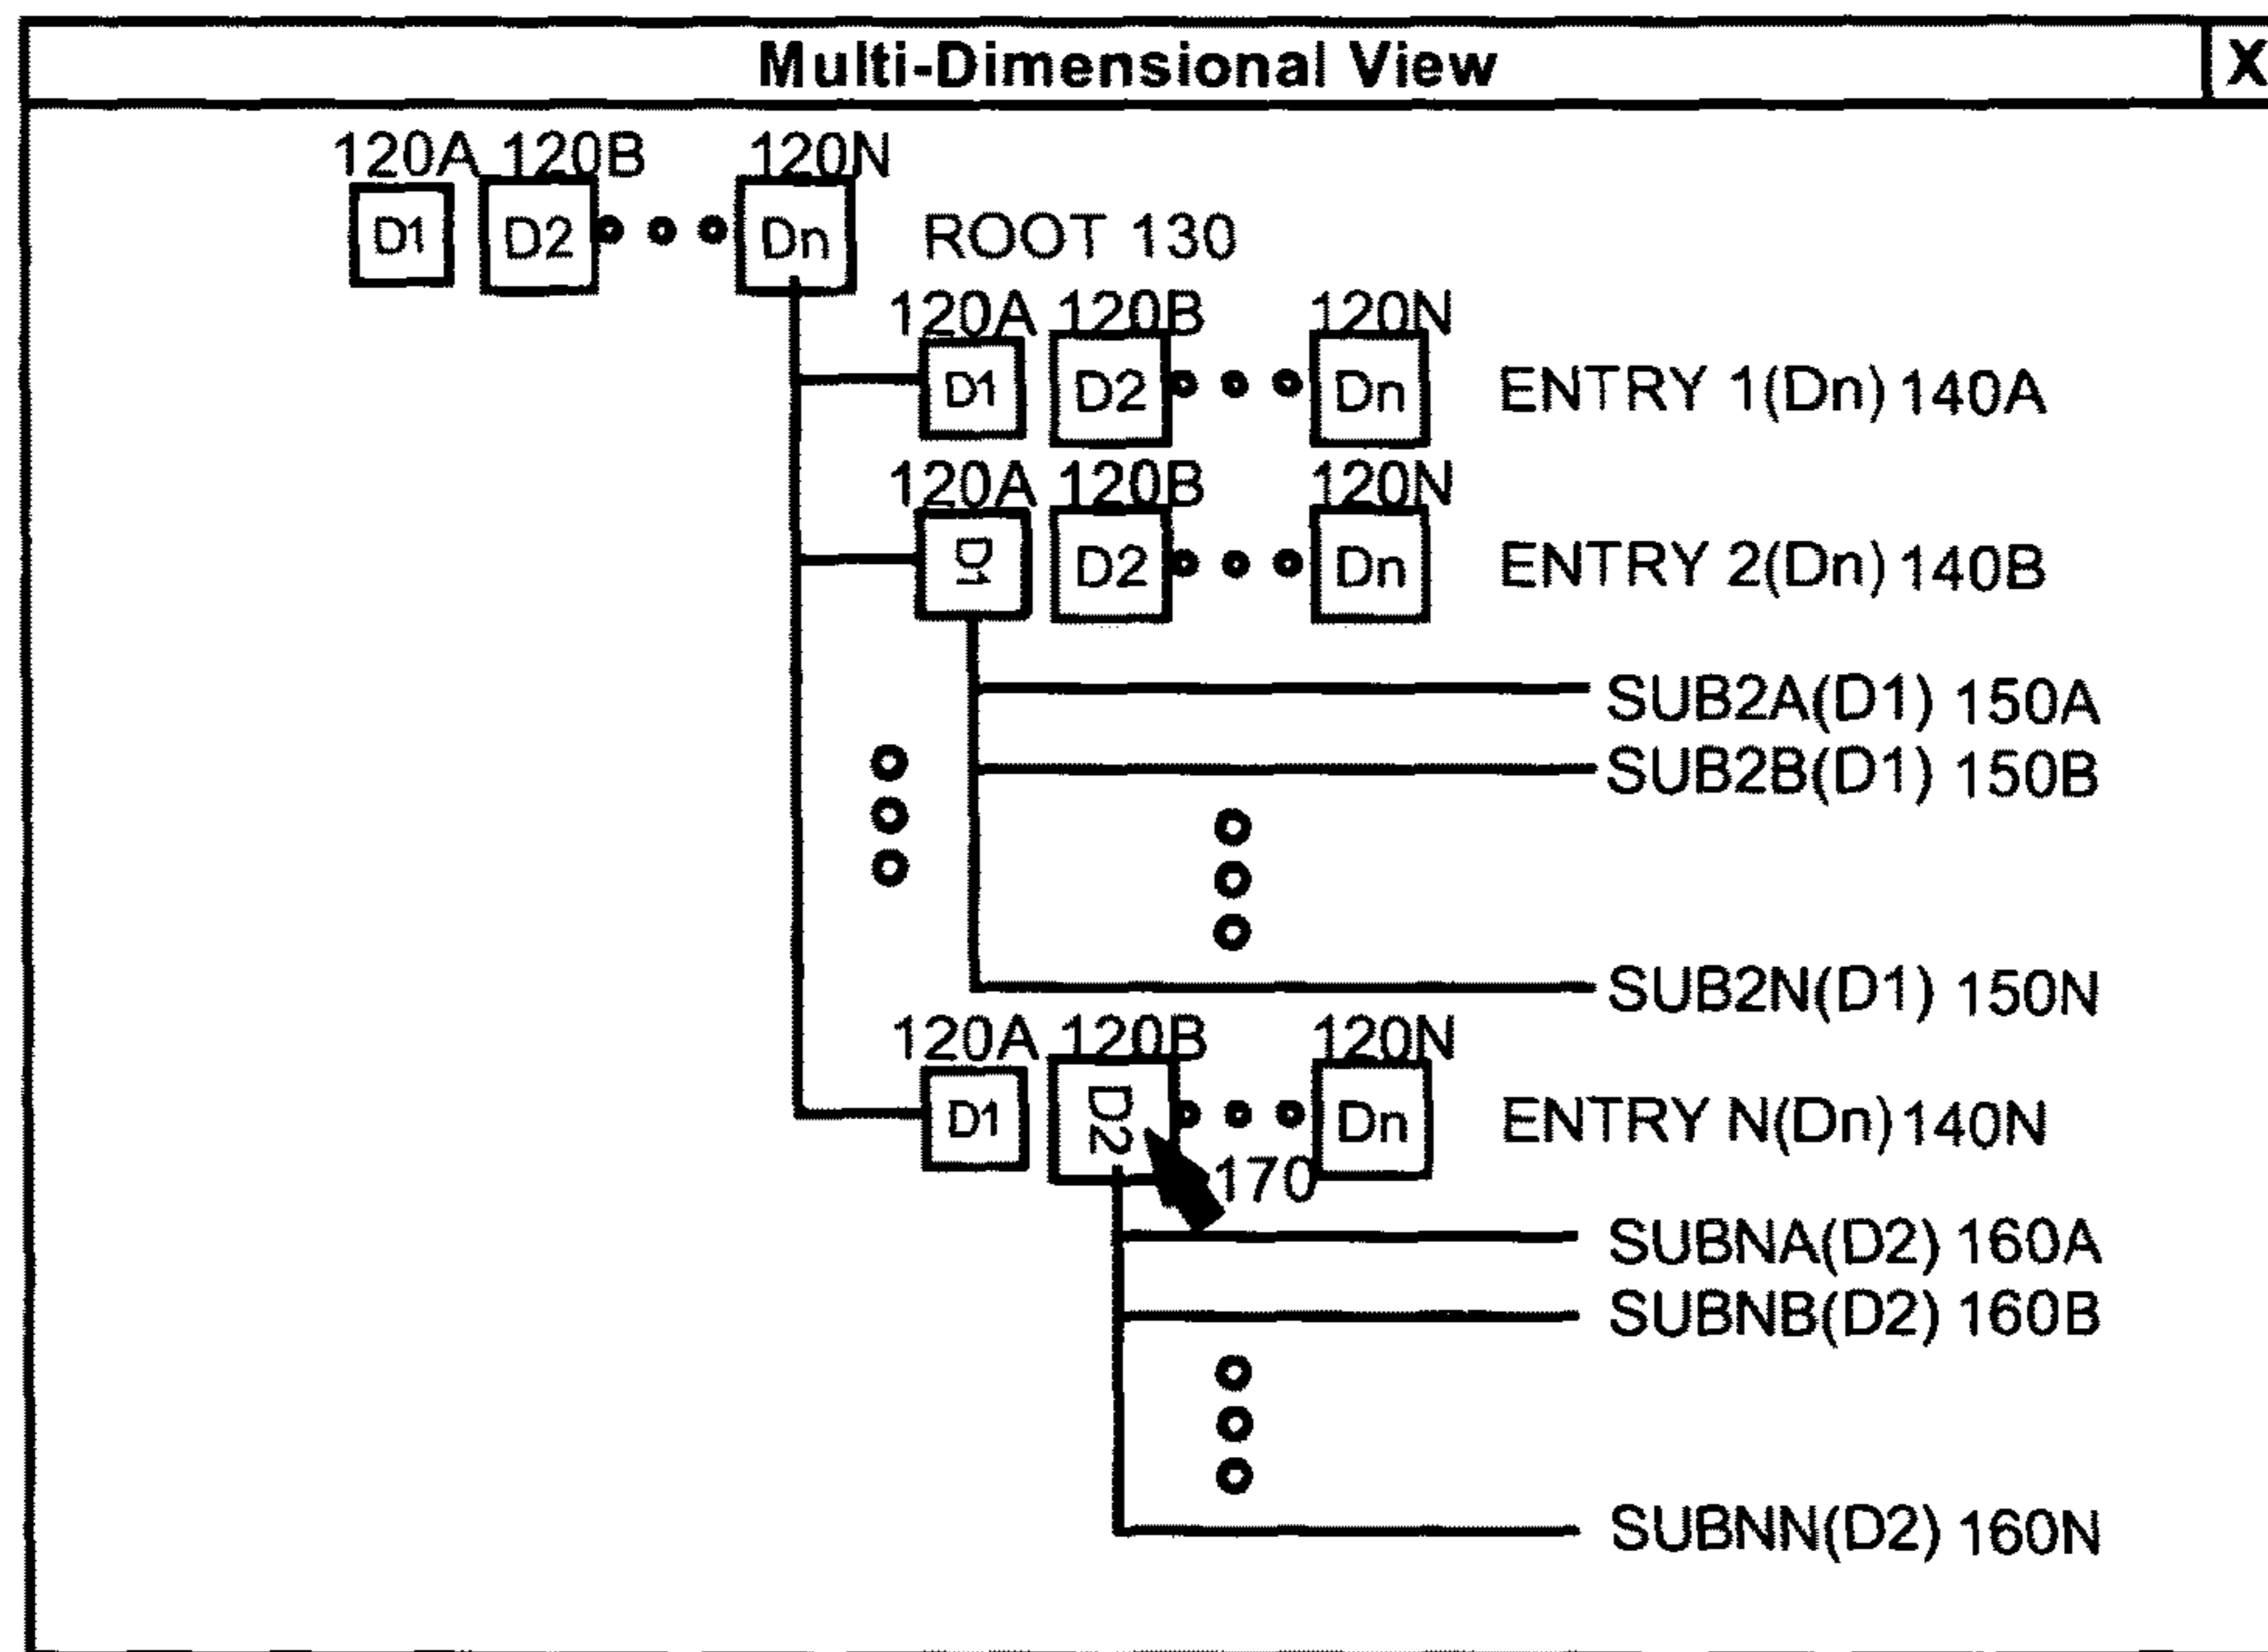 Multi-Dimensional View X
120A 120B 120N
D1 D2 Dn ROOT 130
120A 120B 120N
D1 D2 Dn ENTRY 1(Dn) 140A
120A 120B 120N
D1 D2 Dn ENTRY 2(Dn) 140B
SUB2A(D1) 150A
SUB2B(D1) 150B
SUB2N(D1) 150N
120A 120B 120N
D1 D2 Dn ENTRY N(Dn) 140N
170
SUBNA(D2) 160A
SUBNB(D2) 160B
SUBNN(D2) 160N